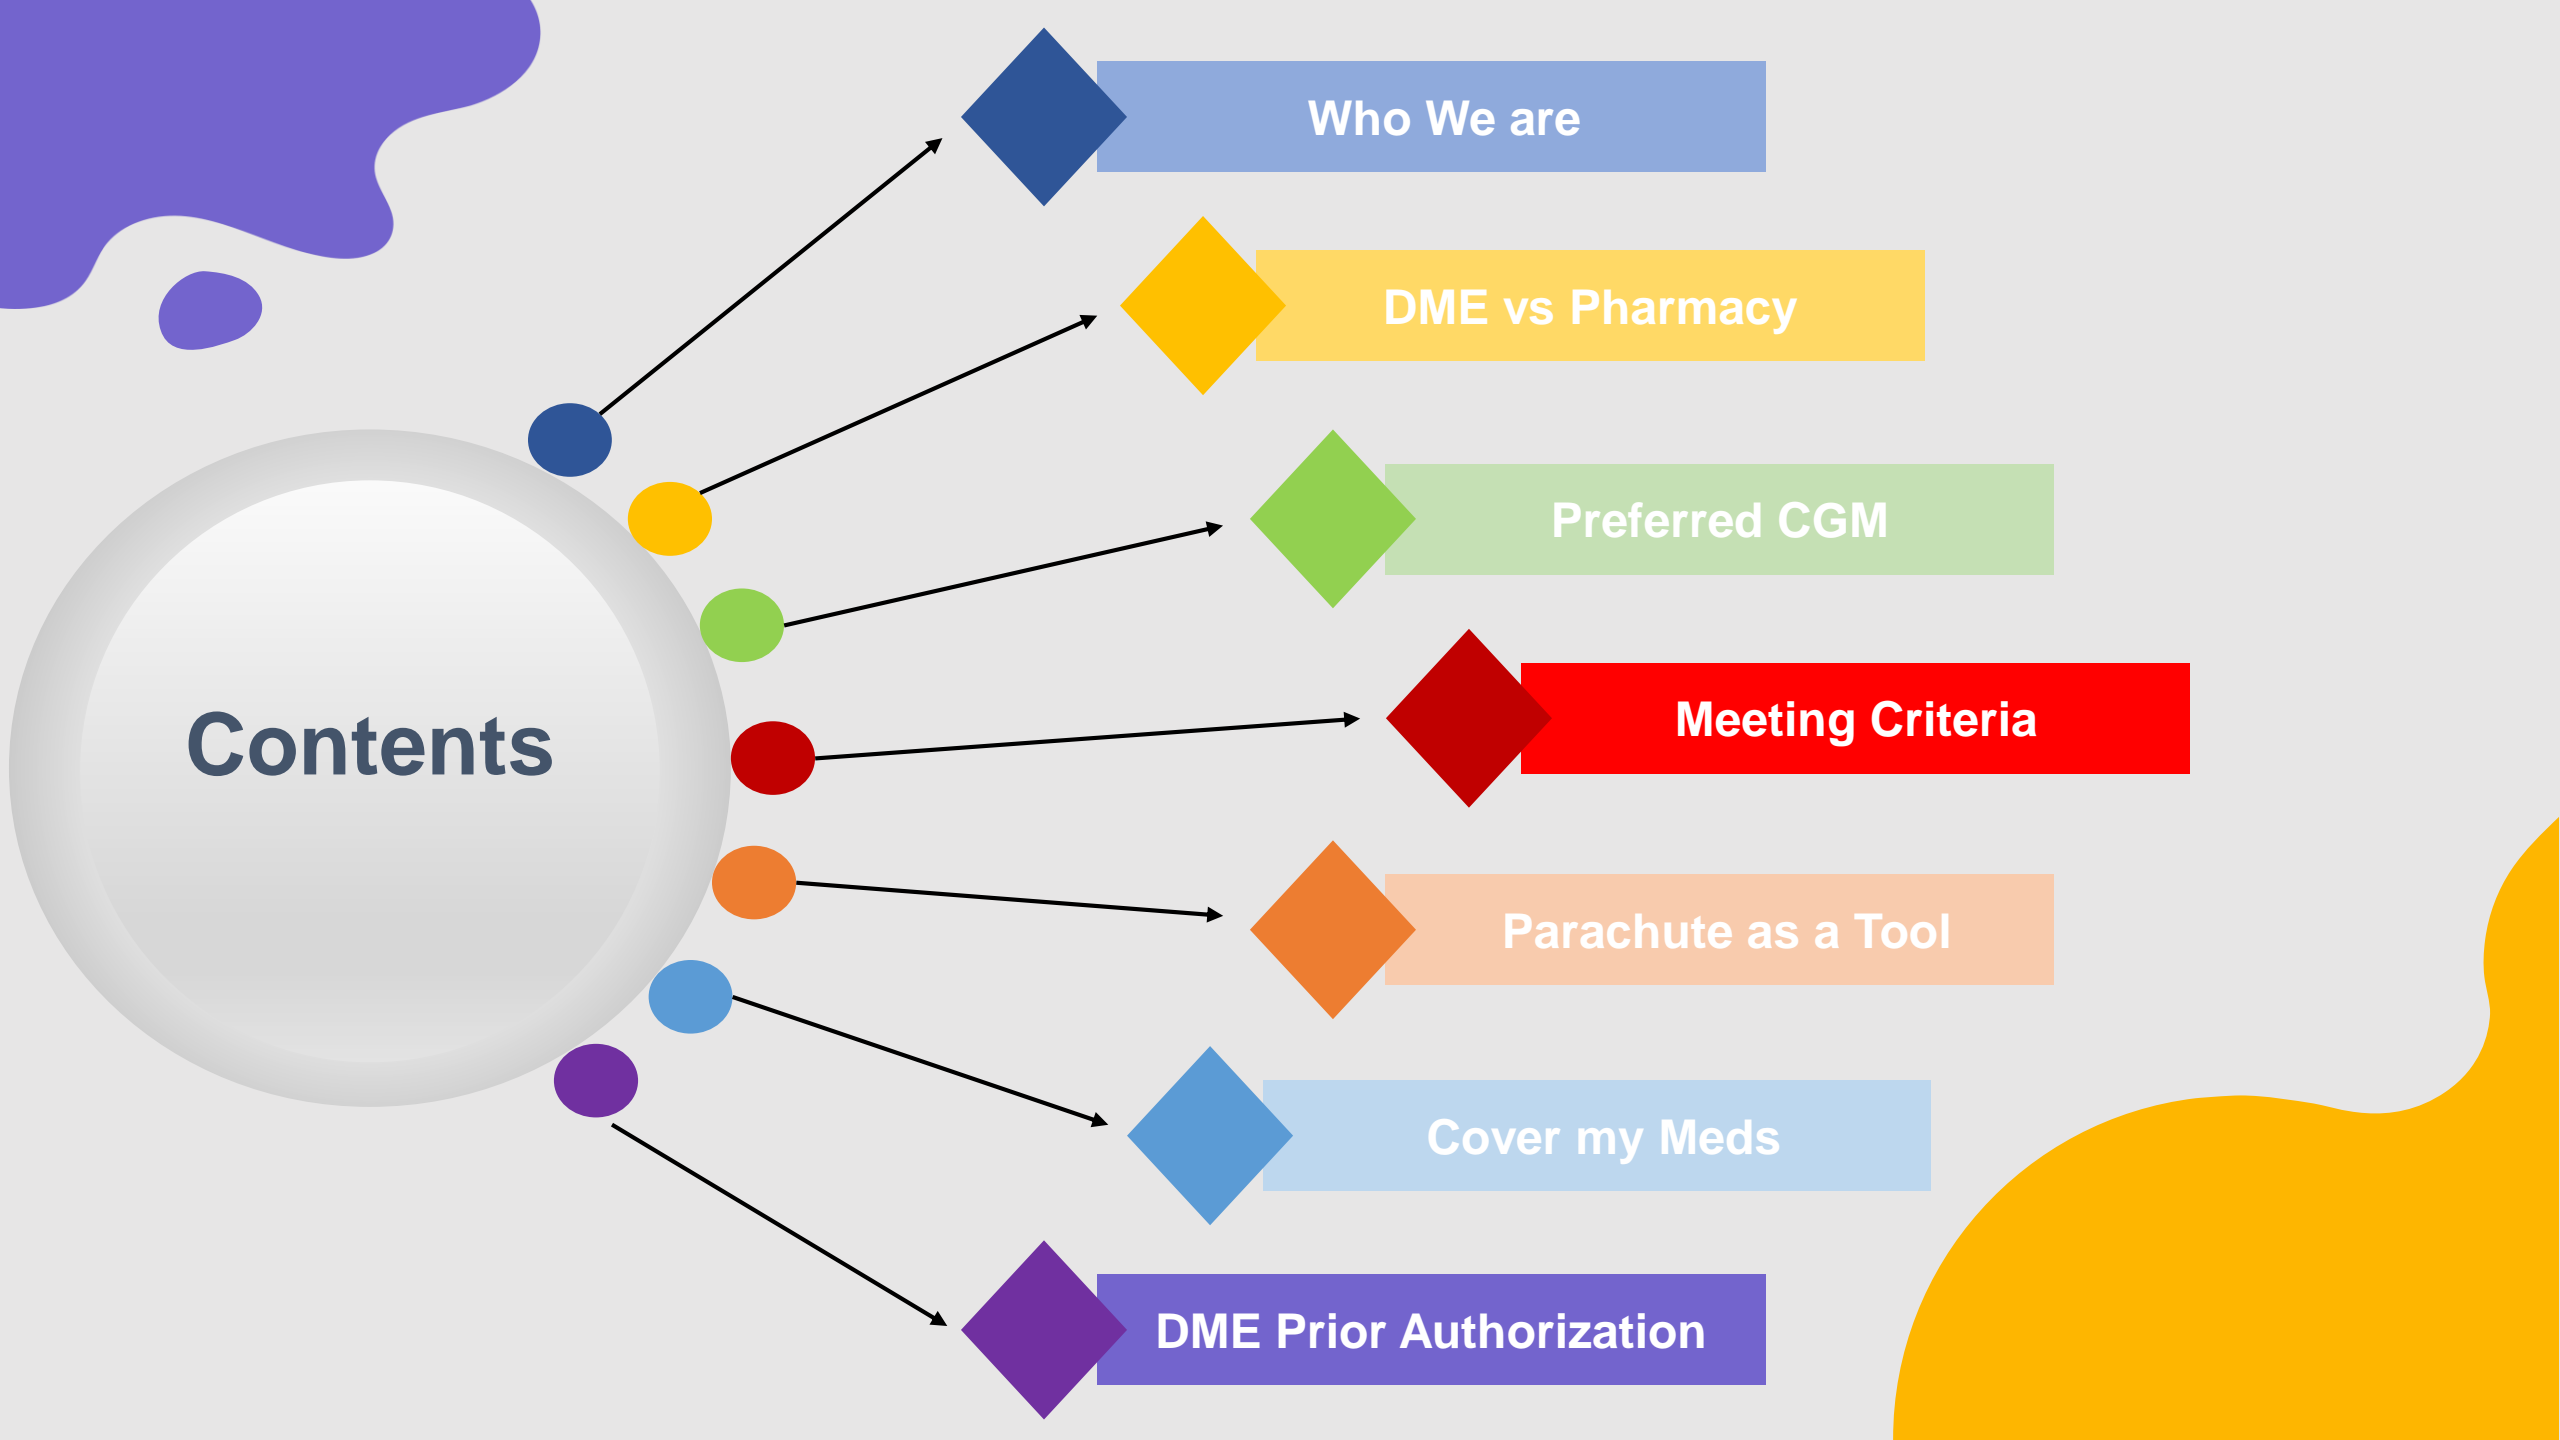 Contents
Who We are
DME vs Pharmacy
Preferred CGM
Meeting Criteria
Parachute as a Tool
Cover my Meds
DME Prior Authorization